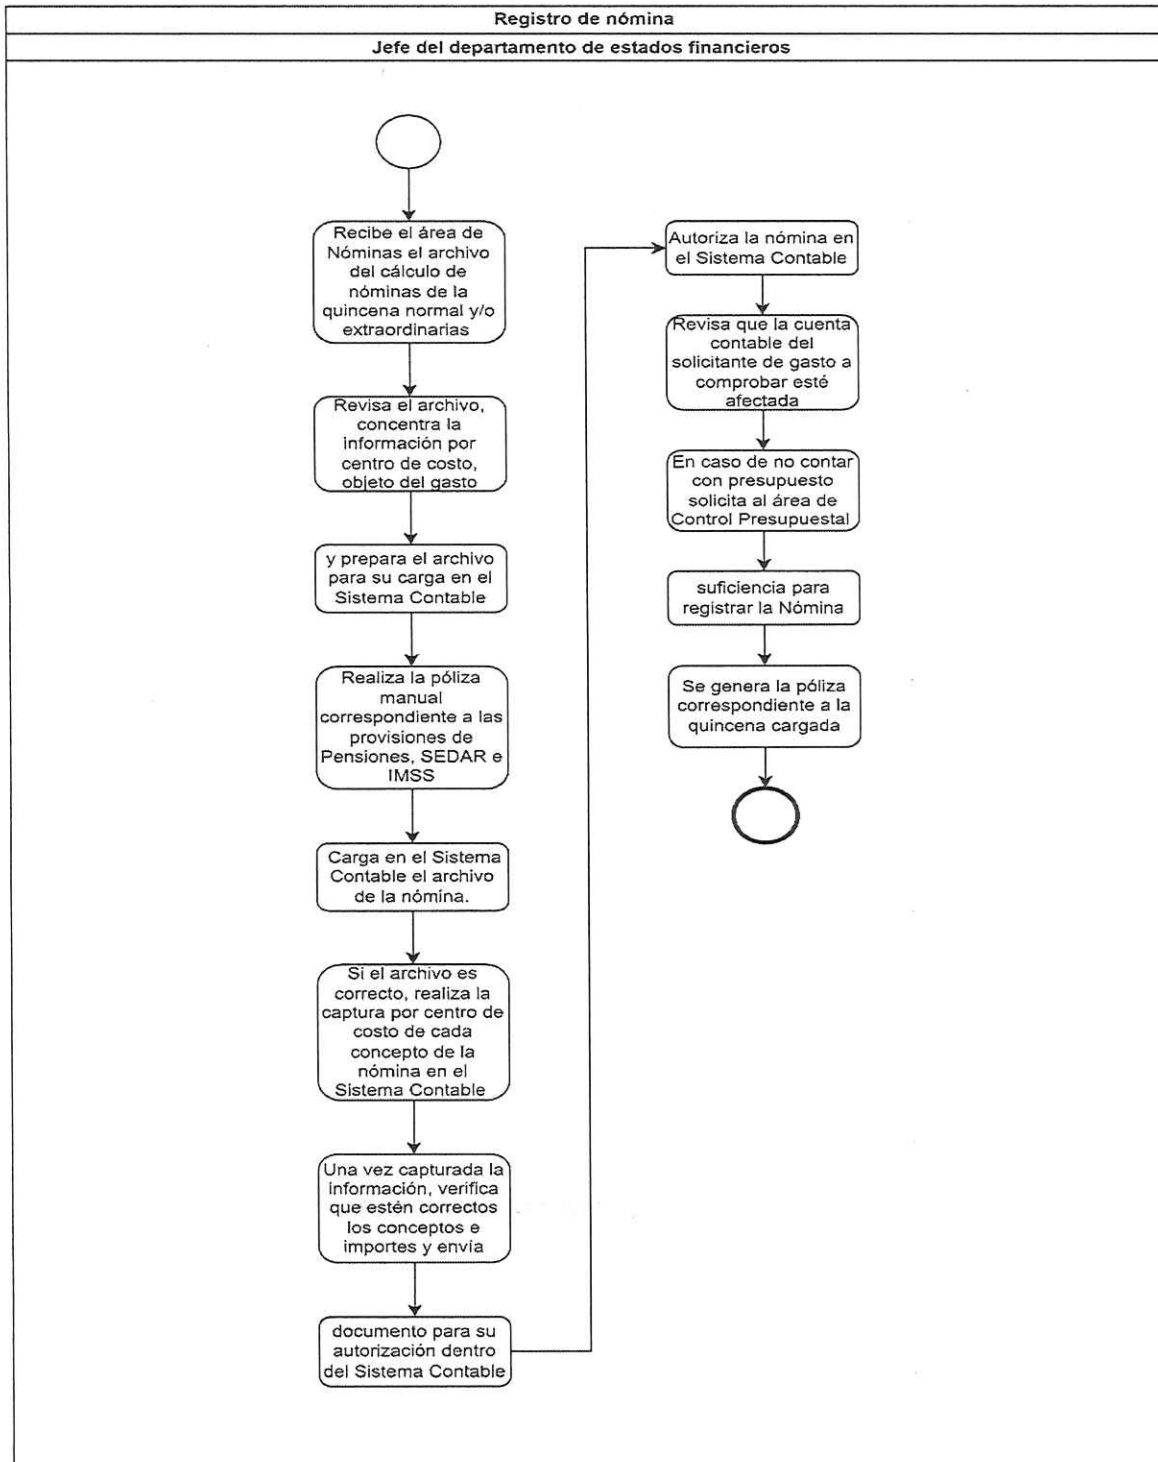 Registro de nómina
Jefe del departamento de estados financieros
Recibe el área de
Nóminas el archivo
del cálculo de
nóminas de la
quincena normal y/o
extraordinarias
Revisa el archivo,
concentra la
información por
centro de costo,
objeto del gasto
y prepara el archivo
para su carga en el
Sistema Contable
Realiza la póliza
manual
correspondiente a las
provisiones de
Pensiones, SEDAR e
IMSS
Carga en el Sistema
Contable el archivo
de la nómina.
Si el archivo es
correcto, realiza la
captura por centro de
costo de cada
concepto de la
nómina en el
Sistema Contable
Una vez capturada la
información, verifica
que estén correctos
los conceptos e
importes y envía
documento para su
autorización dentro
del Sistema Contable
Autoriza la nómina en
el Sistema Contable
Revisa que la cuenta
contable del
solicitante de gasto a
comprobar esté
afectada
En caso de no contar
con presupuesto
solicita al área de
Control Presupuestal
suficiencia para
registrar la Nómina
Se genera la póliza
correspondiente a la
quincena cargada